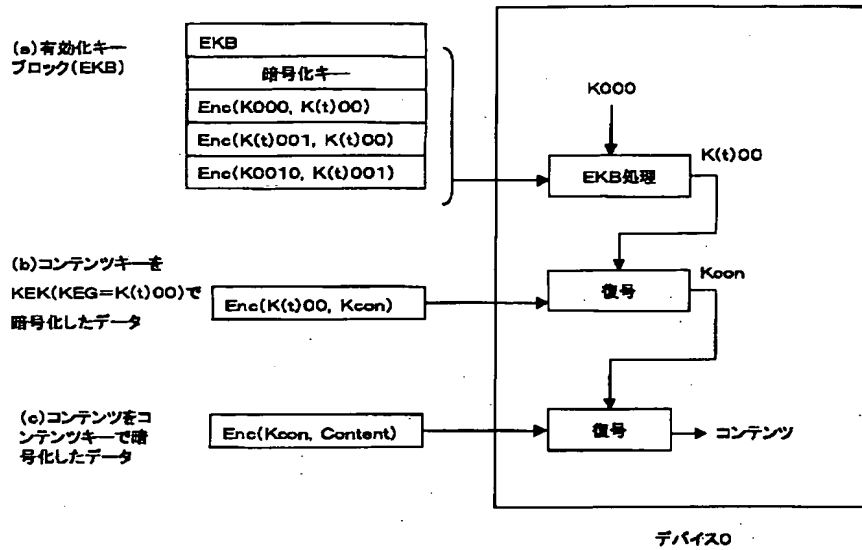 (a)有効化キー
ブロック(EKB)
EKB
暗号化キー
Enc(K000, K(t)00)
Enc(K(t)001, K(t)00)
Enc(K0010, K(t)001)
K000
EKB処理
K(t)00
(b)コンテンツキーを
KEK(KEG=K(t)00)で
暗号化したデータ
Enc(K(t)00, Kcon)
復号
Kcon
(c)コンテンツをコ
ンテンツキーで暗
号化したデータ
Enc(Kcon, Content)
復号
コンテンツ
デバイス0